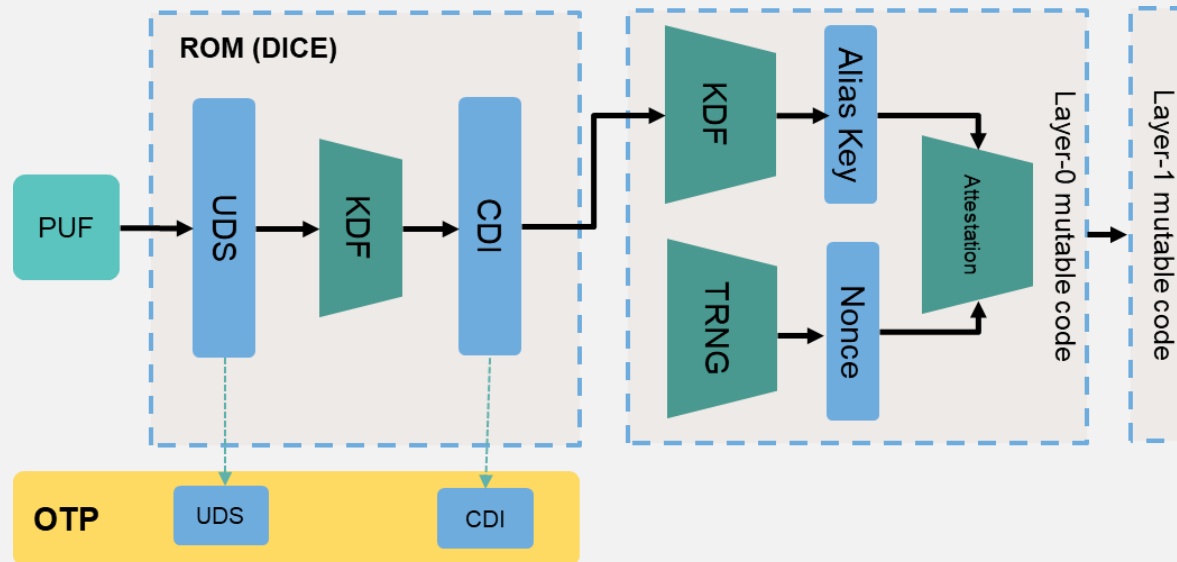 ROM (DICE)
PUF
UDS
KDF
CDI
KDF
Alias Key
TRNG
Nonce
Attestation
Layer-0 mutable code
Layer-1 mutable code
OTP
UDS
CDI